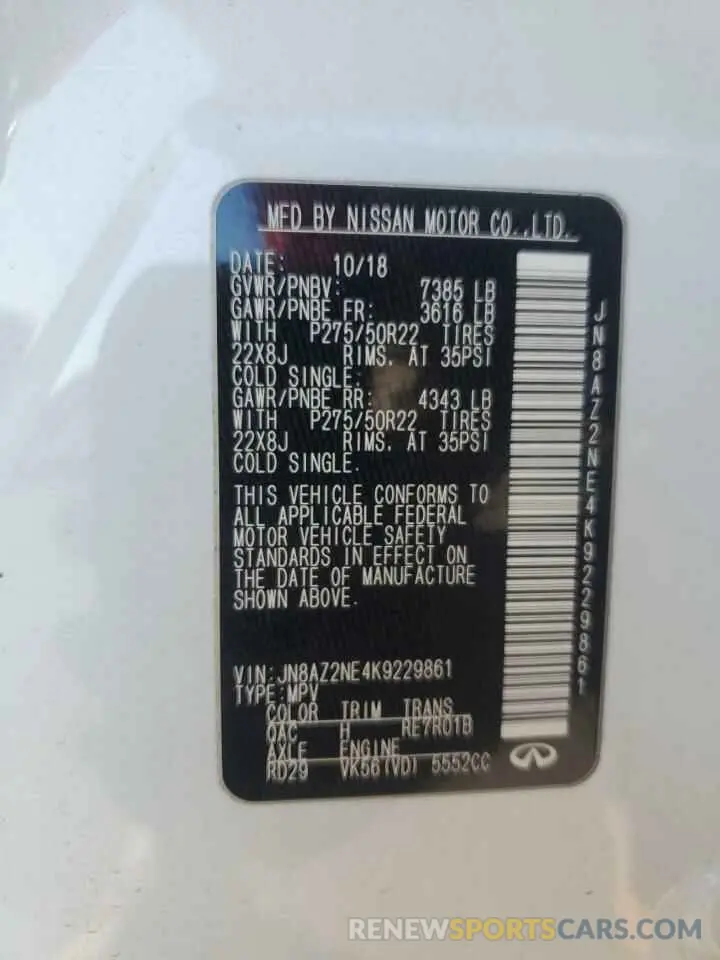 MFD BY NISSAN MOTOR CO.,LTD.
DATE: 10/18
GVWR/PNBV: 7385 LB
GAWR/PNBE FR: 3616 LB
WITH P275/50R22 TIRES
22X8J RIMS. AT 35PSI
COLD SINGLE.
GAWR/PNBE RR: 4343 LB
WITH P275/50R22 TIRES
22X8J RIMS. AT 35PSI
COLD SINGLE.
THIS VEHICLE CONFORMS TO
ALL APPLICABLE FEDERAL
MOTOR VEHICLE SAFETY
STANDARDS IN EFFECT ON
THE DATE OF MANUFACTURE
SHOWN ABOVE.
VIN:JN8AZ2NE4K9229861
TYPE:MPV
COLOR TRIM TRANS
QAC H RE7R01B
AXLE ENGINE
RD29 VK56(VD) 5552CC
JN8AZ2NE4K9229861
RENEWSPORTSCARS.COM